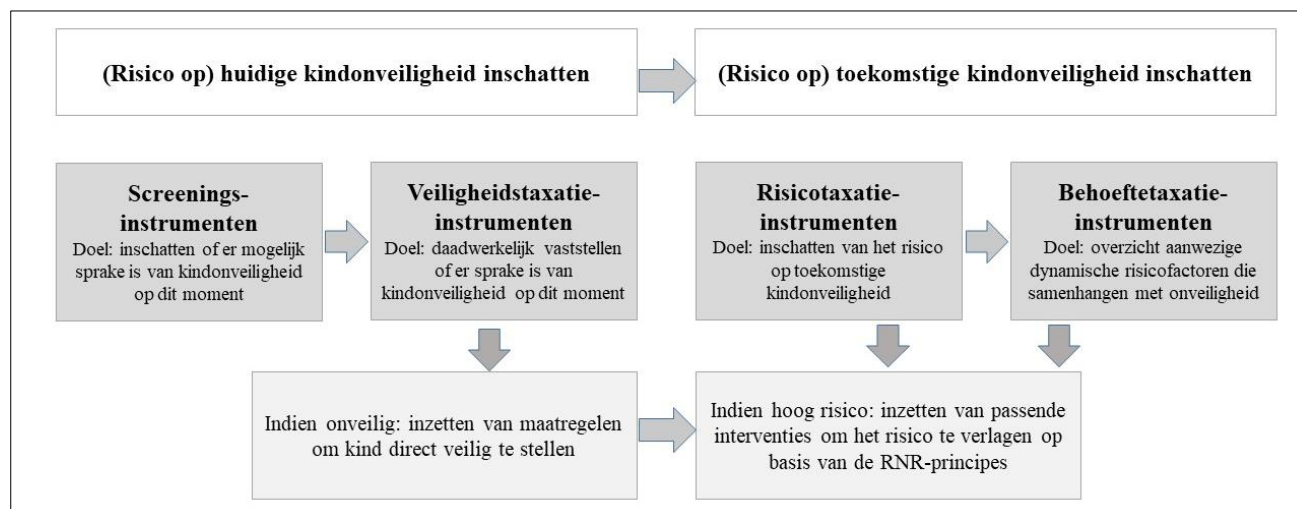 (Risico op) huidige kindonveiligheid inschatten
(Risico op) toekomstige kindonveiligheid inschatten
Screenings-
instrumenten
Doel: inschatten of er mogelijk
sprake is van kindonveiligheid
op dit moment
Veiligheidstaxatie-
instrumenten
Doel: daadwerkelijk vaststellen
of er sprake is van
kindonveiligheid op dit moment
Risicotaxatie-
instrumenten
Doel: inschatten van het risico
op toekomstige
kindonveiligheid
Behoeftetaxatie-
instrumenten
Doel: overzicht aanwezige
dynamische risicofactoren die
samenhangen met onveiligheid
Indien onveilig: inzetten van maatregelen
om kind direct veilig te stellen
Indien hoog risico: inzetten van passende
interventies om het risico te verlagen op
basis van de RNR-principes